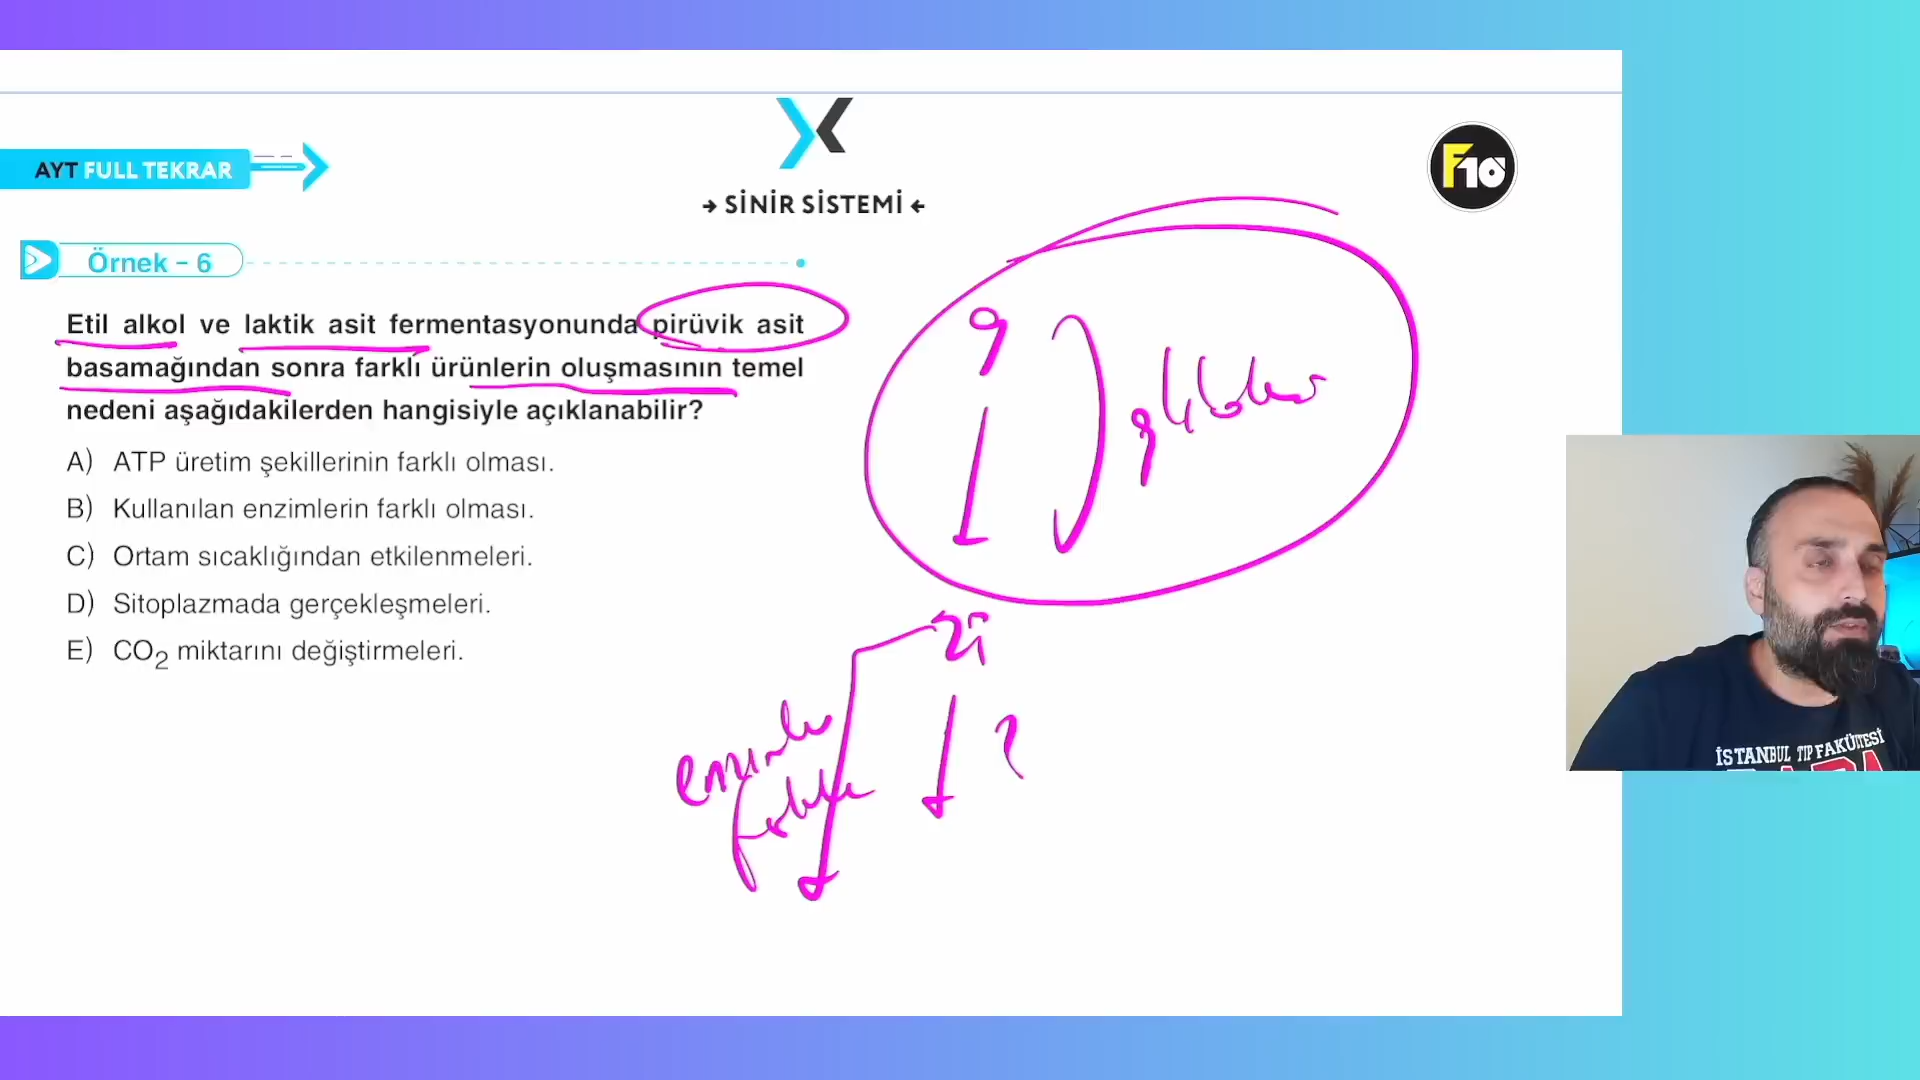 AYT FULL TEKRAR
→ SİNİR SİSTEMİ ←
F10
Örnek – 6
Etil alkol ve laktik asit fermentasyonunda pirüvik asit
basamağından sonra farklı ürünlerin oluşmasının temel
nedeni aşağıdakilerden hangisiyle açıklanabilir?
A) ATP üretim şekillerinin farklı olması.
B) Kullanılan enzimlerin farklı olması.
C) Ortam sıcaklığından etkilenmeleri.
D) Sitoplazmada gerçekleşmeleri.
E) CO2 miktarını değiştirmeleri.
İSTANBUL TIP FAKÜLTESİ